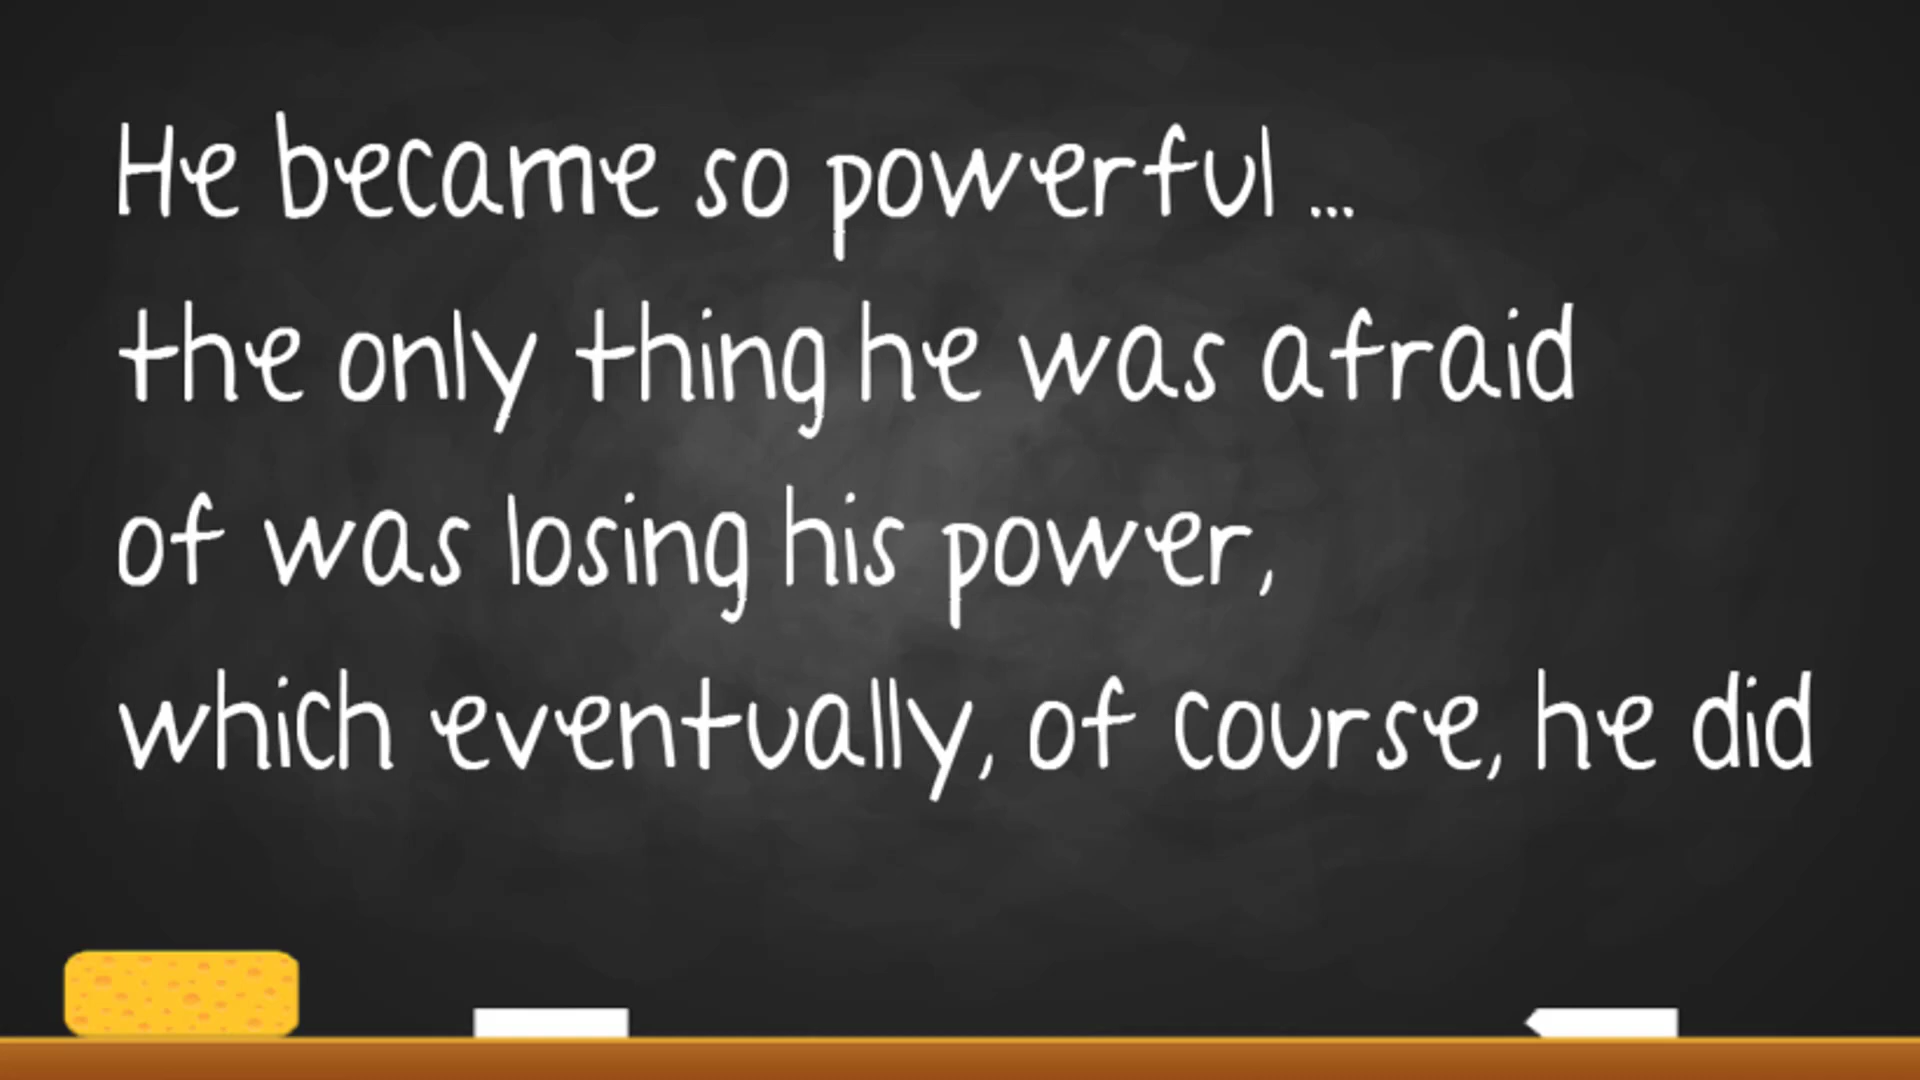 He became so powerful ...
the only thing he was afraid
of was losing his power,
which eventually, of course, he did